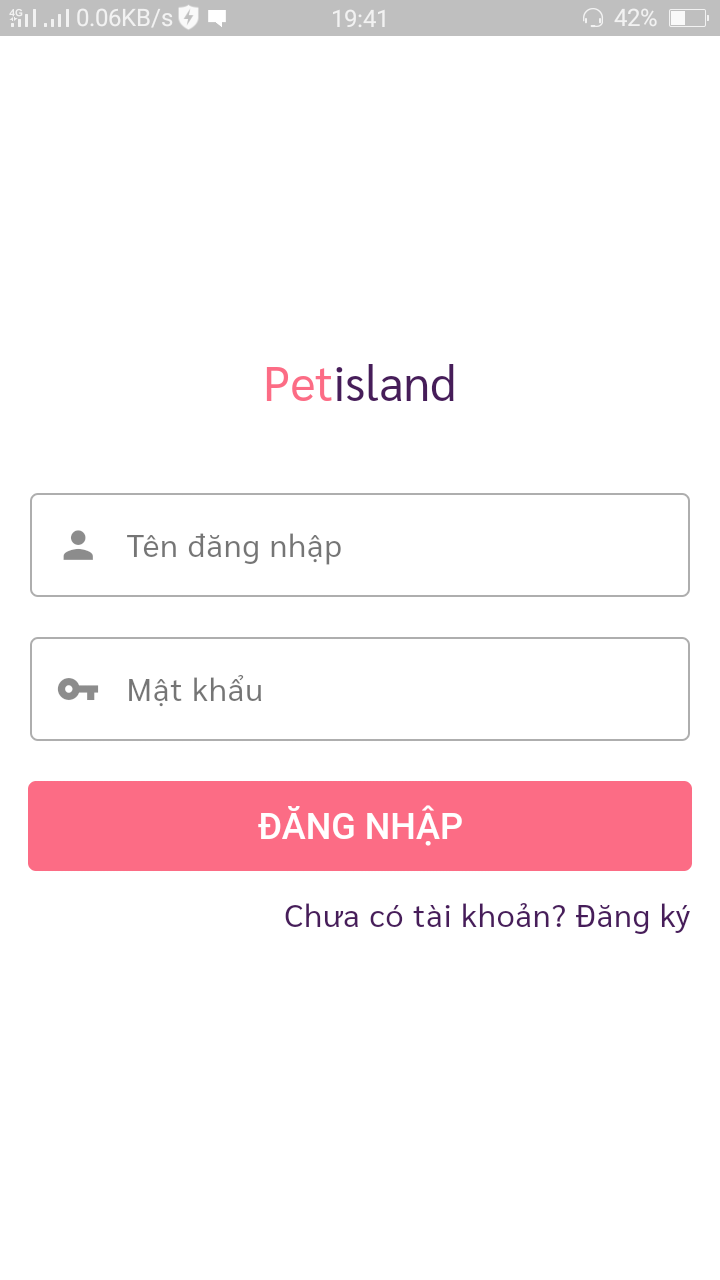 4G 0.06KB/s 19:41 42%
Petisland
Tên đăng nhập
Mật khẩu
ĐĂNG NHẬP
Chưa có tài khoản? Đăng ký